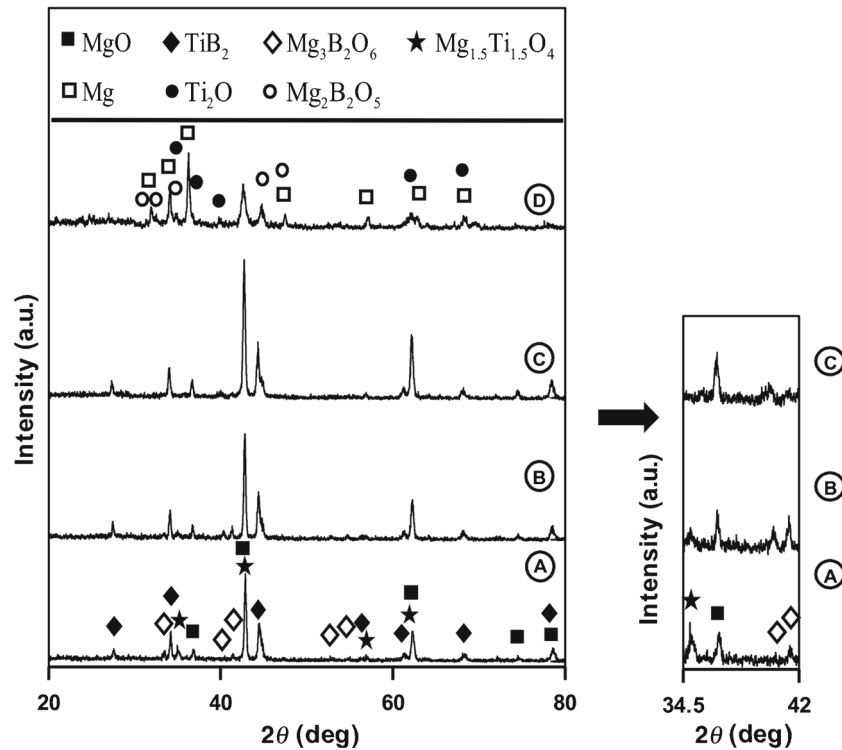 ■ MgO ◆ TiB₂ ◇ Mg₃B₂O₆ ★ Mg₁.₅Ti₁.₅O₄
□ Mg ● Ti₂O ○ Mg₂B₂O₅
D
C
B
A
Intensity (a.u.)
20 40 60 80
2θ (deg)
C
B
A
Intensity (a.u.)
34.5 42
2θ (deg)